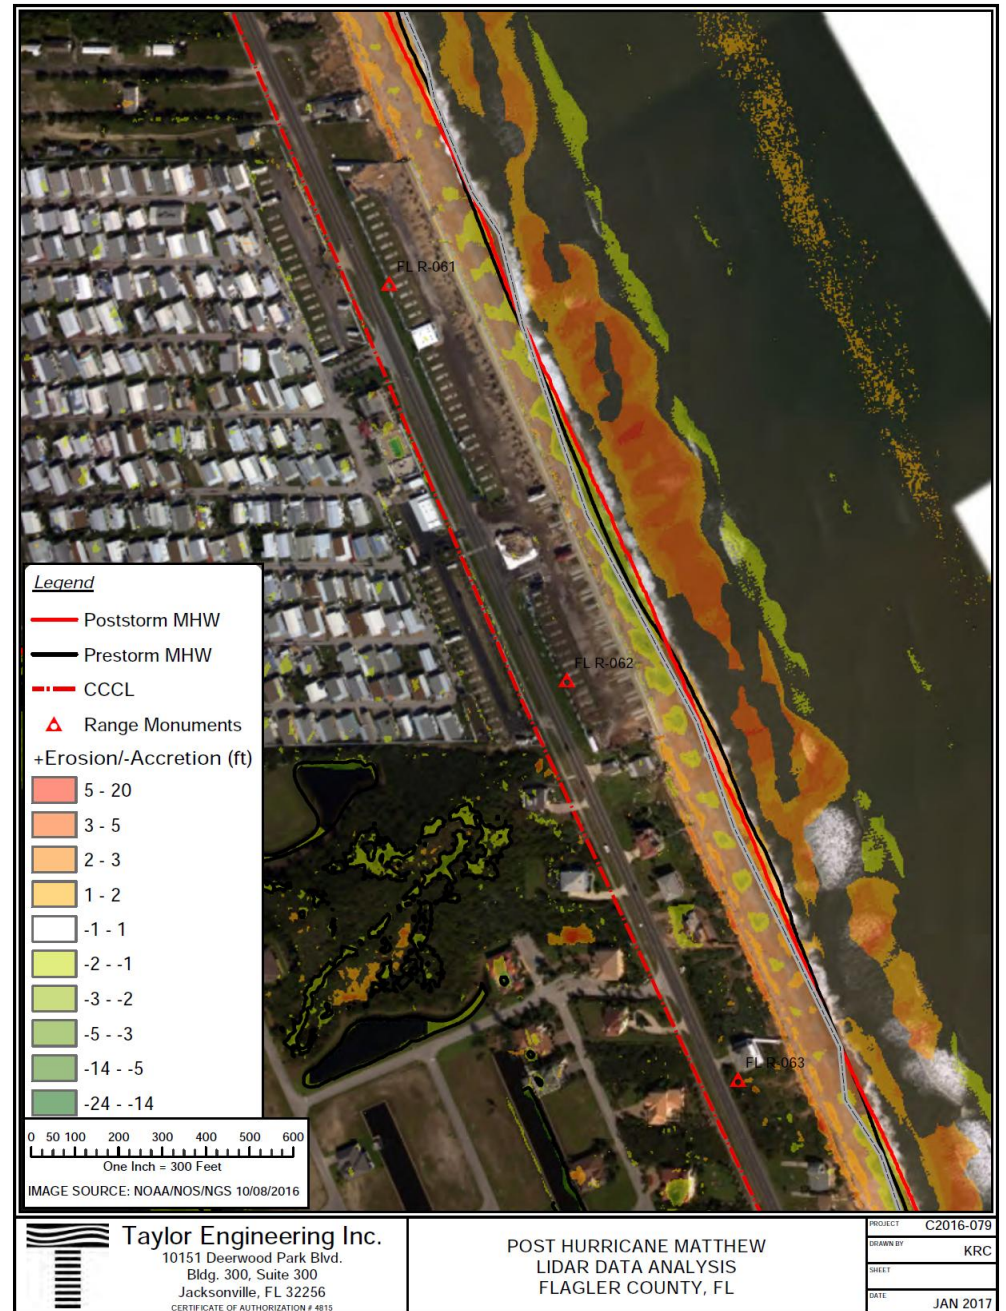 FL R-061
FL R-062
FL R-063
Legend
Poststorm MHW
Prestorm MHW
CCCL
Range Monuments
+Erosion/-Accretion (ft)
5 - 20
3 - 5
2 - 3
1 - 2
-1 - 1
-2 - -1
-3 - -2
-5 - -3
-14 - -5
-24 - -14
0 50 100 200 300 400 500 600
One Inch = 300 Feet
IMAGE SOURCE: NOAA/NOS/NGS 10/08/2016
Taylor Engineering Inc.
10151 Deerwood Park Blvd.
Bldg. 300, Suite 300
Jacksonville, FL 32256
CERTIFICATE OF AUTHORIZATION # 4815
POST HURRICANE MATTHEW
LIDAR DATA ANALYSIS
FLAGLER COUNTY, FL
PROJECT C2016-079
DRAWN BY KRC
SHEET
DATE JAN 2017